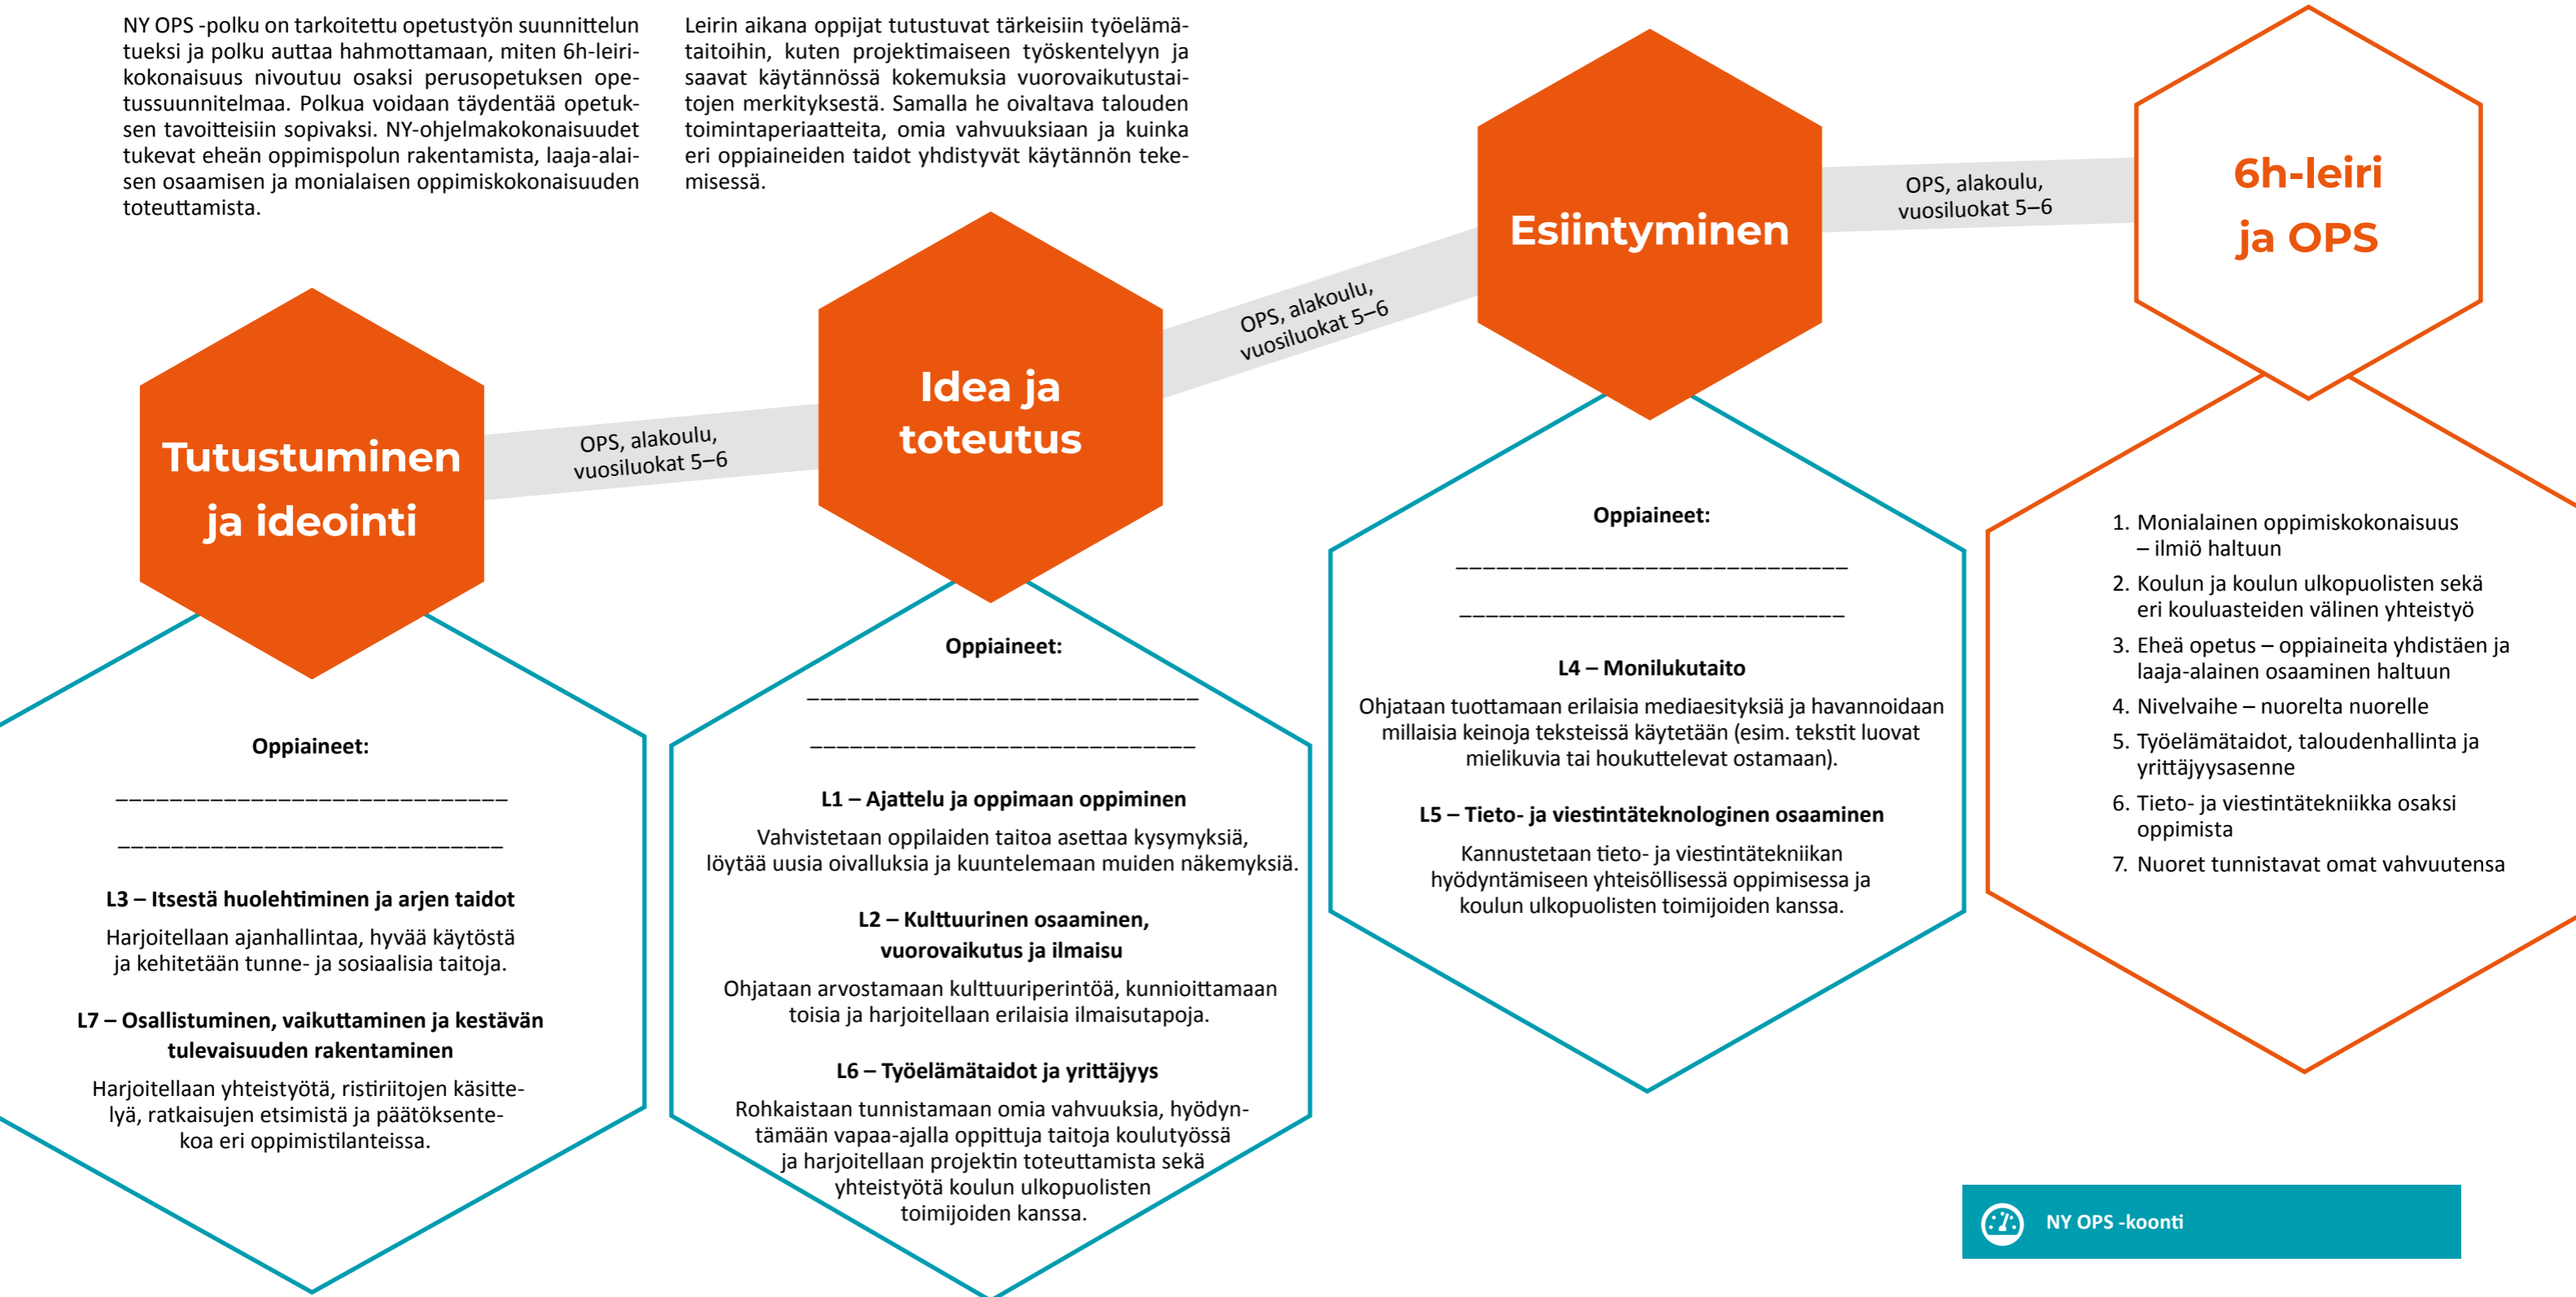 NY OPS -polku on tarkoitettu opetustyön suunnittelun
tueksi ja polku auttaa hahmottamaan, miten 6h-leiri-
kokonaisuus nivoutuu osaksi perusopetuksen ope-
tussuunnitelmaa. Polkua voidaan täydentää opetuk-
sen tavoitteisiin sopivaksi. NY-ohjelmakokonaisuudet
tukevat eheän oppimispolun rakentamista, laaja-alai-
sen osaamisen ja monialaisen oppimiskokonaisuuden
toteuttamista.
Leirin aikana oppijat tutustuvat tärkeisiin työelämä-
taitoihin, kuten projektimaiseen työskentelyyn ja
saavat käytännössä kokemuksia vuorovaikutustai-
tojen merkityksestä. Samalla he oivaltava talouden
toimintaperiaatteita, omia vahvuuksiaan ja kuinka
eri oppiaineiden taidot yhdistyvät käytännön teke-
misessä.
Tutustuminen
ja ideointi
OPS, alakoulu,
vuosiluokat 5–6
Oppiaineet:
_____________________________
_____________________________
L3 – Itsestä huolehtiminen ja arjen taidot
Harjoitellaan ajanhallintaa, hyvää käytöstä
ja kehitetään tunne- ja sosiaalisia taitoja.
L7 – Osallistuminen, vaikuttaminen ja kestävän
tulevaisuuden rakentaminen
Harjoitellaan yhteistyötä, ristiriitojen käsitte-
lyä, ratkaisujen etsimistä ja päätöksente-
koa eri oppimistilanteissa.
Idea ja
toteutus
OPS, alakoulu,
vuosiluokat 5–6
Oppiaineet:
_____________________________
_____________________________
L1 – Ajattelu ja oppimaan oppiminen
Vahvistetaan oppilaiden taitoa asettaa kysymyksiä,
löytää uusia oivalluksia ja kuuntelemaan muiden näkemyksiä.
L2 – Kulttuurinen osaaminen,
vuorovaikutus ja ilmaisu
Ohjataan arvostamaan kulttuuriperintöä, kunnioittamaan
toisia ja harjoitellaan erilaisia ilmaisutapoja.
L6 – Työelämätaidot ja yrittäjyys
Rohkaistaan tunnistamaan omia vahvuuksia, hyödyn-
tämään vapaa-ajalla oppittuja taitoja koulutyössä
ja harjoitellaan projektin toteuttamista sekä
yhteistyötä koulun ulkopuolisten
toimijoiden kanssa.
Esiintyminen
OPS, alakoulu,
vuosiluokat 5–6
Oppiaineet:
_____________________________
_____________________________
L4 – Monilukutaito
Ohjataan tuottamaan erilaisia mediaesityksiä ja havannoidaan
millaisia keinoja teksteissä käytetään (esim. tekstit luovat
mielikuvia tai houkuttelevat ostamaan).
L5 – Tieto- ja viestintäteknologinen osaaminen
Kannustetaan tieto- ja viestintätekniikan
hyödyntämiseen yhteisöllisessä oppimisessa ja
koulun ulkopuolisten toimijoiden kanssa.
6h-leiri
ja OPS
1. Monialainen oppimiskokonaisuus
– ilmiö haltuun
2. Koulun ja koulun ulkopuolisten sekä
eri kouluasteiden välinen yhteistyö
3. Eheä opetus – oppiaineita yhdistäen ja
laaja-alainen osaaminen haltuun
4. Nivelvaihe – nuorelta nuorelle
5. Työelämätaidot, taloudenhallinta ja
yrittäjyysasenne
6. Tieto- ja viestintätekniikka osaksi
oppimista
7. Nuoret tunnistavat omat vahvuutensa
NY OPS -koonti